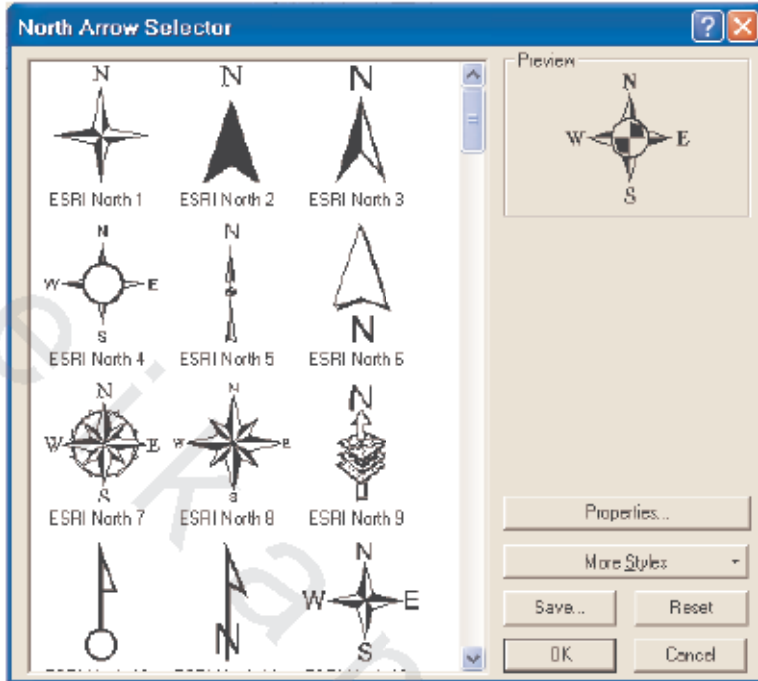 North Arrow Selector
Preview
N N N
N
W E
S
ESRI North 1 ESRI North 2 ESRI North 3
N N
W E
S N
ESRI North 4 ESRI North 5 ESRI North 6
N N N
W E W E
S S
ESRI North 7 ESRI North 8 ESRI North 9
N
W E
N S
Properties...
More Styles
Save... Reset
OK Cancel